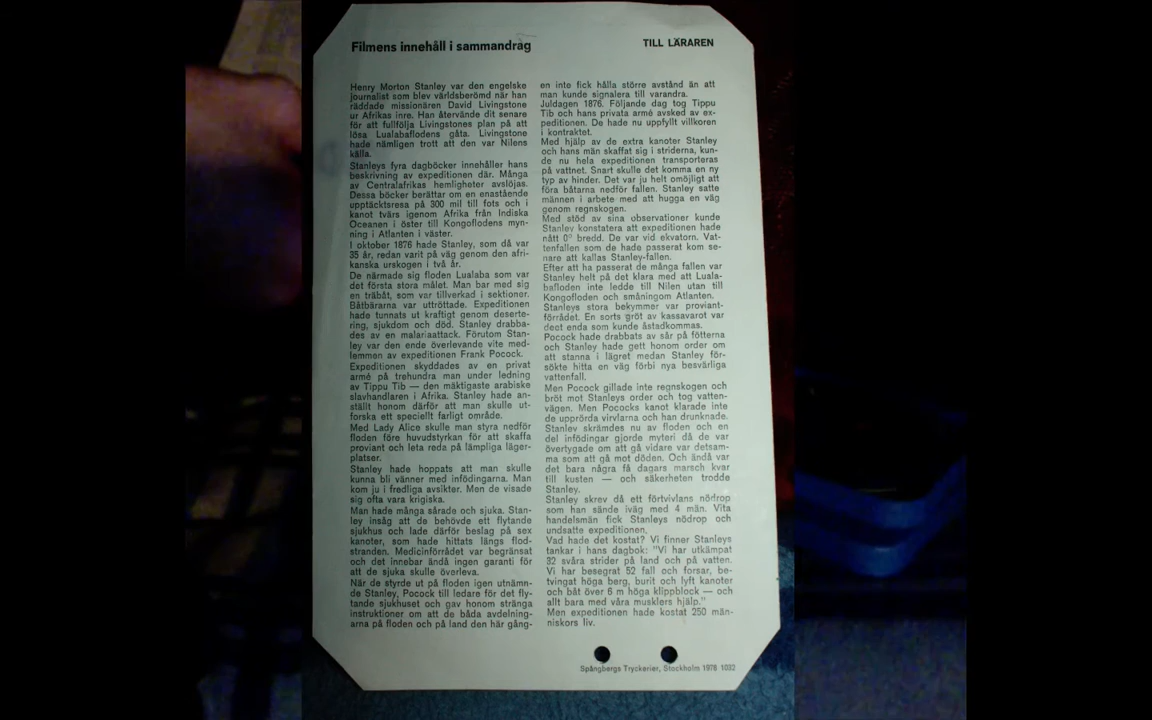 Filmens innehåll i sammandrag
TILL LÄRAREN
Henry Morton Stanley var den engelske
journalist som blev världsberömd när han
räddade missionären David Livingstone
ur Afrikas inre. Han återvände dit senare
för att fullfölja Livingstones plan på att
lösa Lualabaflodens gåta. Livingstone
hade nämligen trott att den var Nilens
källa.
Stanleys fyra dagböcker innehåller hans
beskrivning av expeditionen där. Många
av Centralafrikas hemligheter avslöjas.
Dessa böcker berättar om en enastående
upptäcktsresa på 300 mil till fots och i
kanot tvärs igenom Afrika från Indiska
Oceanen i öster till Kongoflodens myn-
ning i Atlanten i väster.
I oktober 1876 hade Stanley, som då var
35 år, redan varit på väg genom den afri-
kanska urskogen i två år.
De närmade sig floden Lualaba som var
det första stora målet. Man bar med sig
en träbåt, som var tillverkad i sektioner.
Båtbärarna var uttröttade. Expeditionen
hade tunnats ut kraftigt genom deserte-
ring, sjukdom och död. Stanley drabba-
des av en malariaattack. Förutom Stan-
ley var den ende överlevande vite med-
lemmen av expeditionen Frank Pocock.
Expeditionen skyddades av en privat
armé på trehundra man under ledning
av Tippu Tib — den mäktigaste arabiske
slavhandlaren i Afrika. Stanley hade an-
ställt honom därför att man skulle ut-
forska ett speciellt farligt område.
Med Lady Alice skulle man styra nedför
floden före huvudstyrkan för att skaffa
proviant och leta reda på lämpliga läger-
platser.
Stanley hade hoppats att man skulle
kunna bli vänner med infödingarna. Man
kom ju i fredliga avsikter. Men de visade
sig ofta vara krigiska.
Man hade många sårade och sjuka. Stan-
ley insåg att de behövde ett flytande
sjukhus och lade därför beslag på sex
kanoter, som hade hittats längs flod-
stranden. Medicinförrådet var begränsat
och det innebar ändå ingen garanti för
att de sjuka skulle överleva.
När de styrde ut på floden igen utnämn-
de Stanley, Pocock till ledare för det fly-
tande sjukhuset och gav honom stränga
instruktioner om att de båda avdelning-
arna på floden och på land den här gång-
en inte fick hålla större avstånd än att
man kunde signalera till varandra.
Juldagen 1876. Följande dag tog Tippu
Tib och hans privata armé avsked av ex-
peditionen. De hade nu uppfyllt villkoren
i kontraktet.
Med hjälp av de extra kanoter Stanley
och hans män skaffat sig i striderna, kun-
de nu hela expeditionen transporteras
på vattnet. Snart skulle det komma en ny
typ av hinder. Det var ju helt omöjligt att
föra båtarna nedför fallen. Stanley satte
männen i arbete med att hugga en väg
genom regnskogen.
Med stöd av sina observationer kunde
Stanley konstatera att expeditionen hade
nått 0° bredd. De var vid ekvatorn. Vat-
tenfallen som de hade passerat kom se-
nare att kallas Stanley-fallen.
Efter att ha passerat de många fallen var
Stanley helt på det klara med att Luala-
bafloden inte ledde till Nilen utan till
Kongofloden och småningom Atlanten.
Stanleys stora bekymmer var proviant-
förrådet. En sorts gröt av kassavarot var
det enda som kunde åstadkommas.
Pocock hade drabbats av sår på fötterna
och Stanley hade gett honom order om
att stanna i lägret medan Stanley för-
sökte hitta en väg förbi nya besvärliga
vattenfall.
Men Pocock gillade inte regnskogen och
bröt mot Stanleys order och tog vatten-
vägen. Men Pococks kanot klarade inte
de upprörda virvlarna och han drunknade.
Stanley skrämdes nu av floden och en
del infödingar gjorde myteri då de var
övertygade om att gå vidare var detsam-
ma som att gå mot döden. Och ändå var
det bara några få dagars marsch kvar
till kusten — och säkerheten trodde
Stanley.
Stanley skrev då ett förtvivlans nödrop
som han sände iväg med 4 män. Vita
handelsmän fick Stanleys nödrop och
undsatte expeditionen.
Vad hade det kostat? Vi finner Stanleys
tankar i hans dagbok: "Vi har utkämpat
32 svåra strider på land och på vatten.
Vi har besegrat 52 fall och forsar, be-
tvingat höga berg, burit och lyft kanoter
och båt över 6 m höga klippblock — och
allt bara med våra musklers hjälp."
Men expeditionen hade kostat 250 män-
niskors liv.
Spångbergs Tryckerier, Stockholm 1976 1033